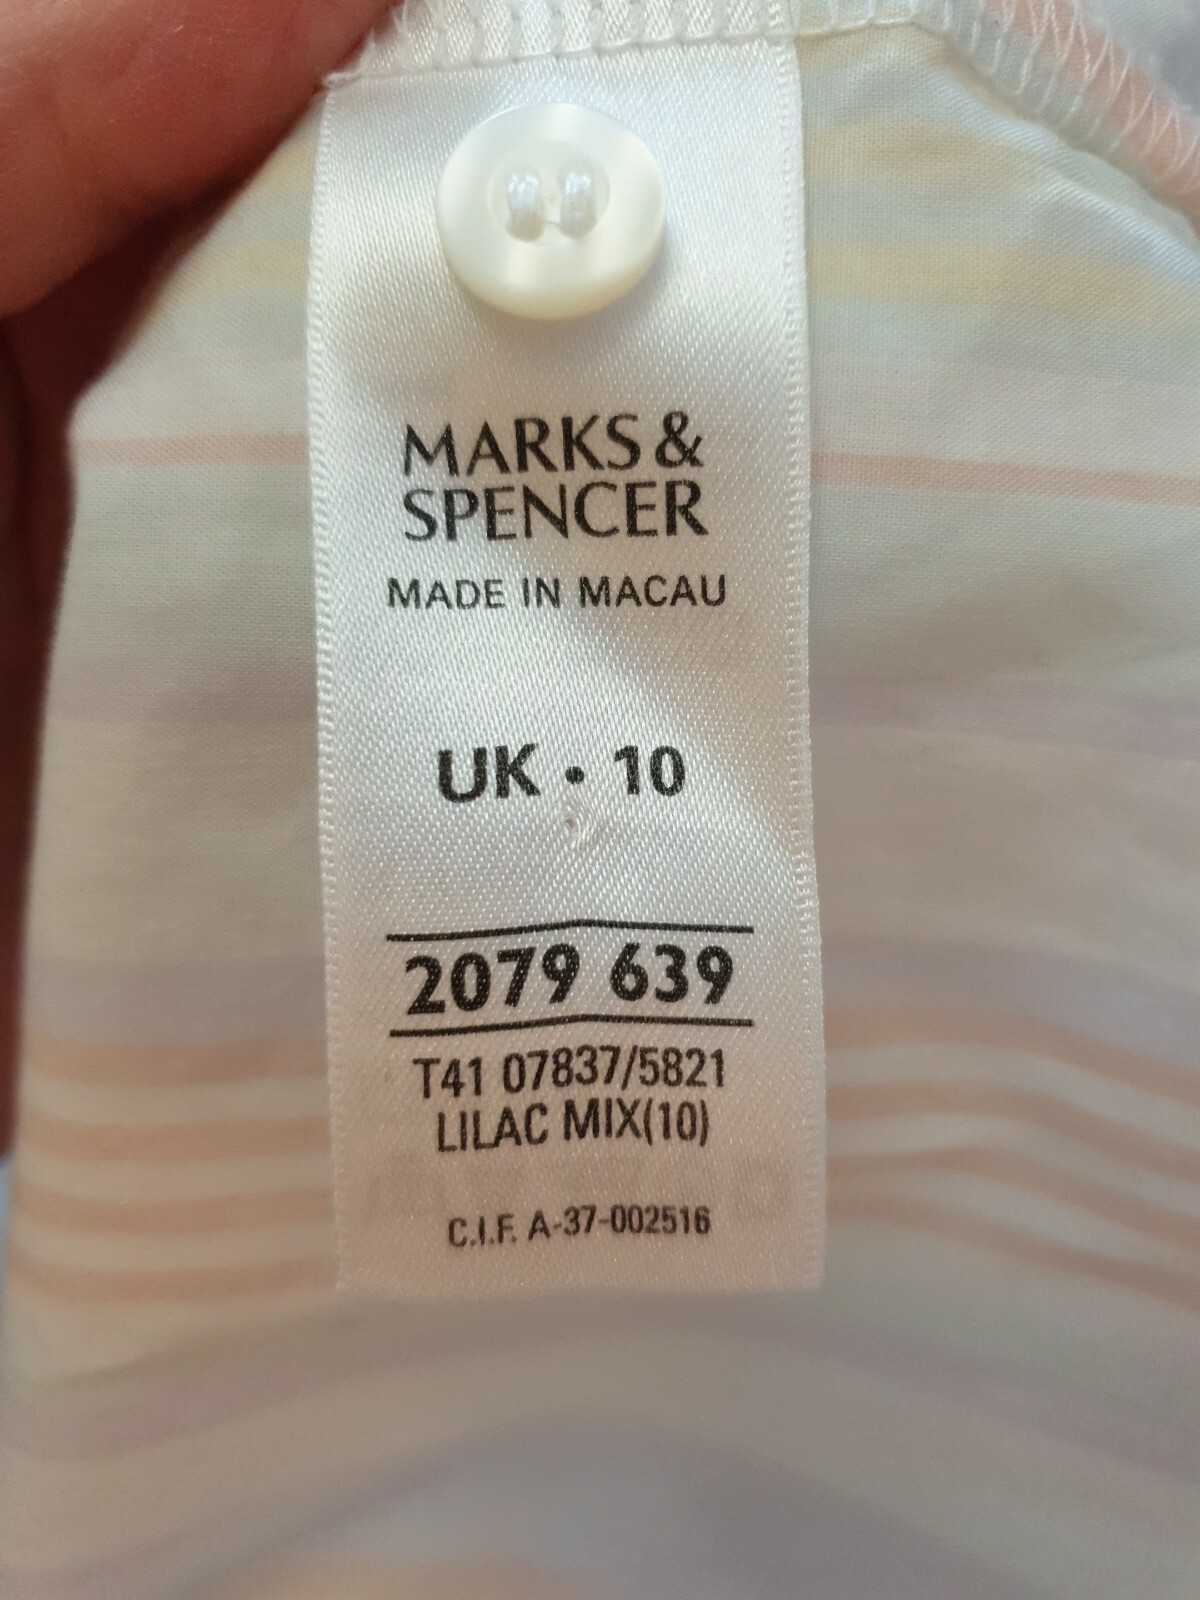 MARKS &
SPENCER
MADE IN MACAU
UK · 10
2079 639
T41 07837/5821
LILAC MIX(10)
C.I.F. A-37-002516